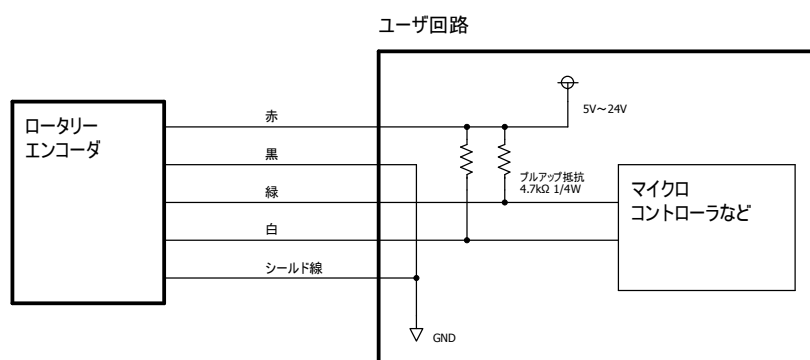 ユーザ回路
ロータリー
エンコーダ
赤
黒
緑
白
シールド線
5V～24V
プルアップ抵抗
4.7kΩ 1/4W
マイクロ
コントローラなど
GND